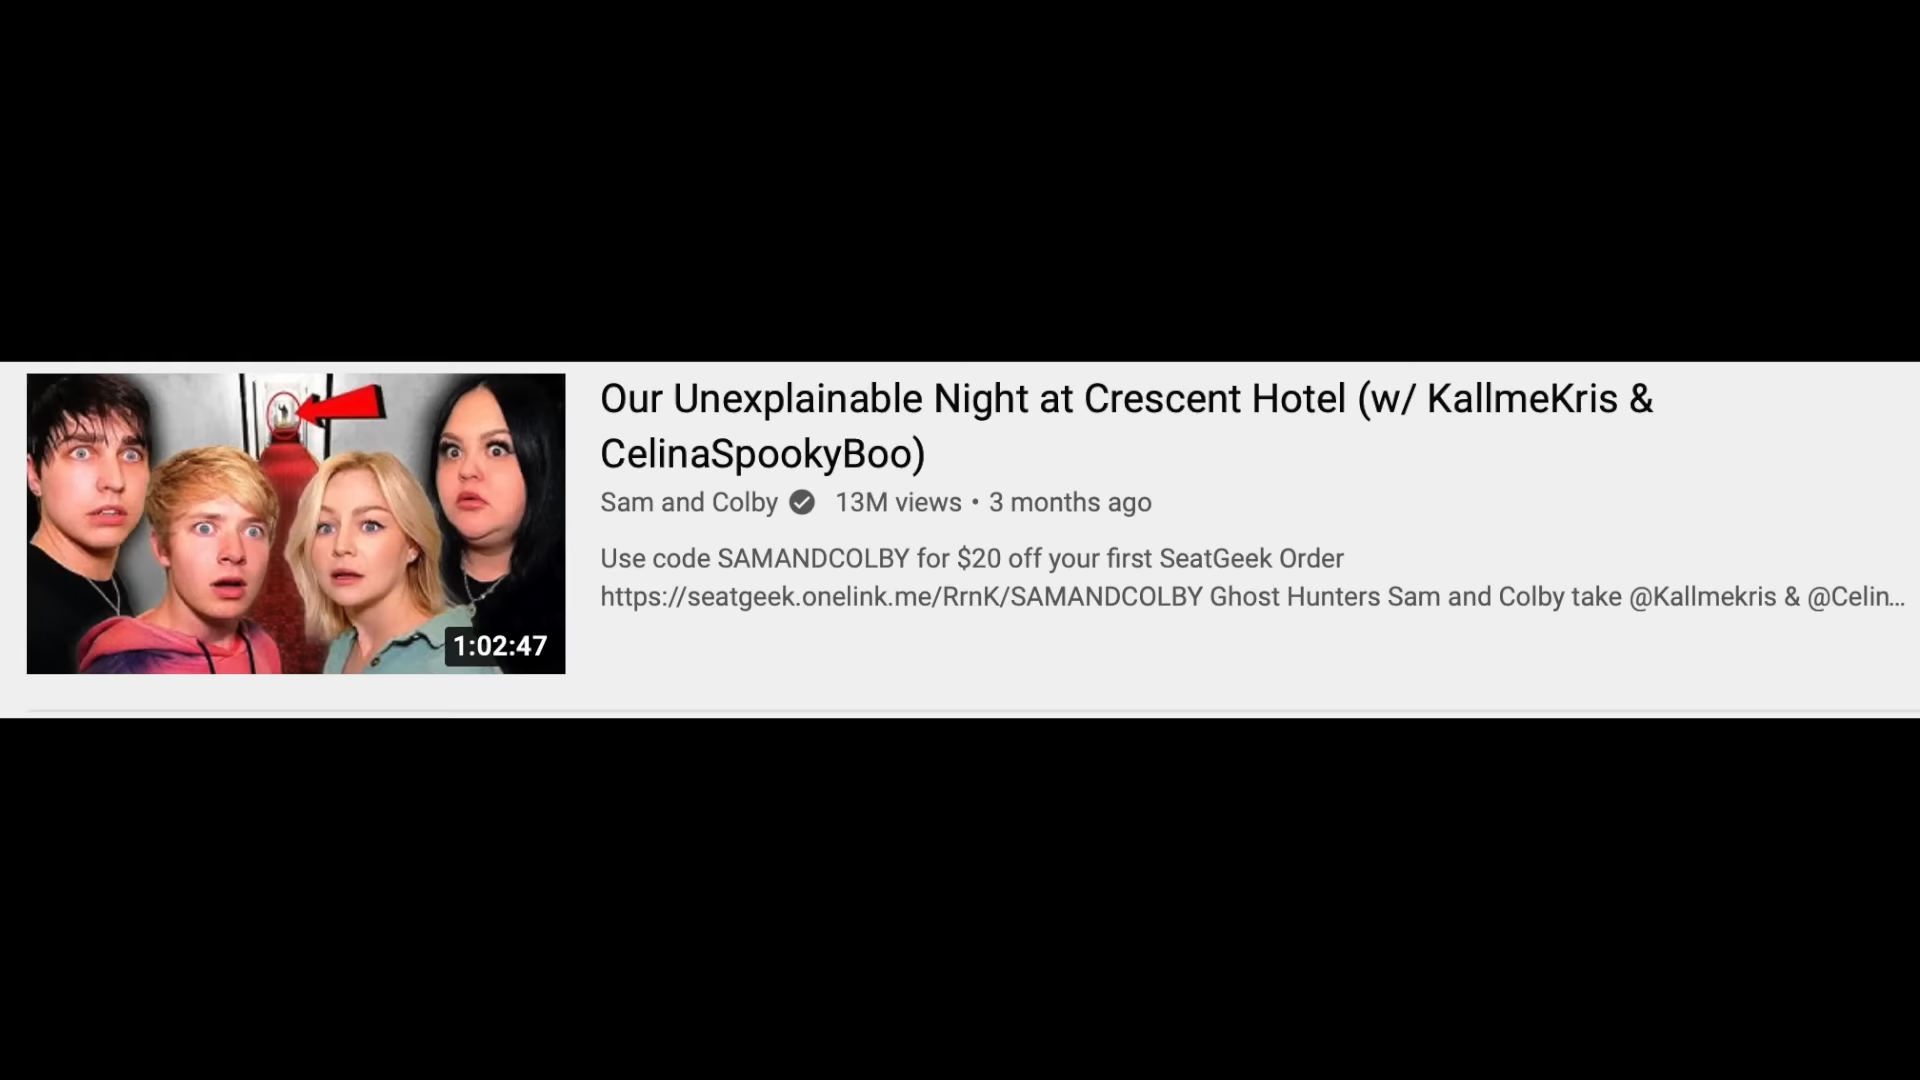 Our Unexplainable Night at Crescent Hotel (w/ KallmeKris &
CelinaSpookyBoo)
Sam and Colby 13M views • 3 months ago
Use code SAMANDCOLBY for $20 off your first SeatGeek Order
https://seatgeek.onelink.me/RrnK/SAMANDCOLBY Ghost Hunters Sam and Colby take @Kallmekris & @Celin...
1:02:47